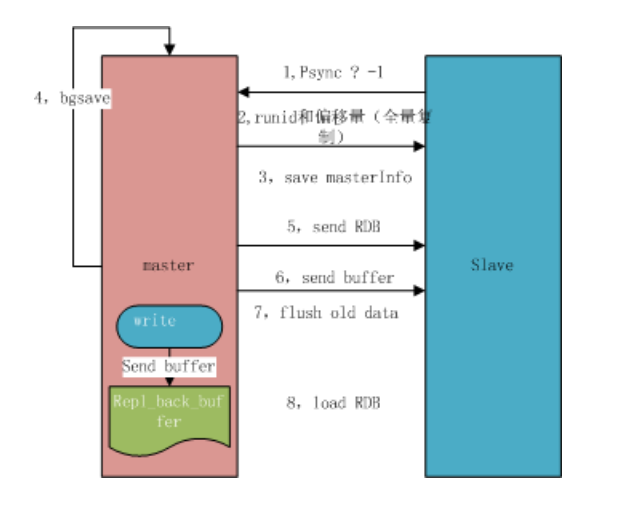 1,Psync ? -1
4, bgsave
2,runid和偏移量（全量复
制）
3, save masterInfo
5, send RDB
master
Slave
6, send buffer
7, flush old data
write
Send buffer
Repl_back_buf
fer
8, load RDB